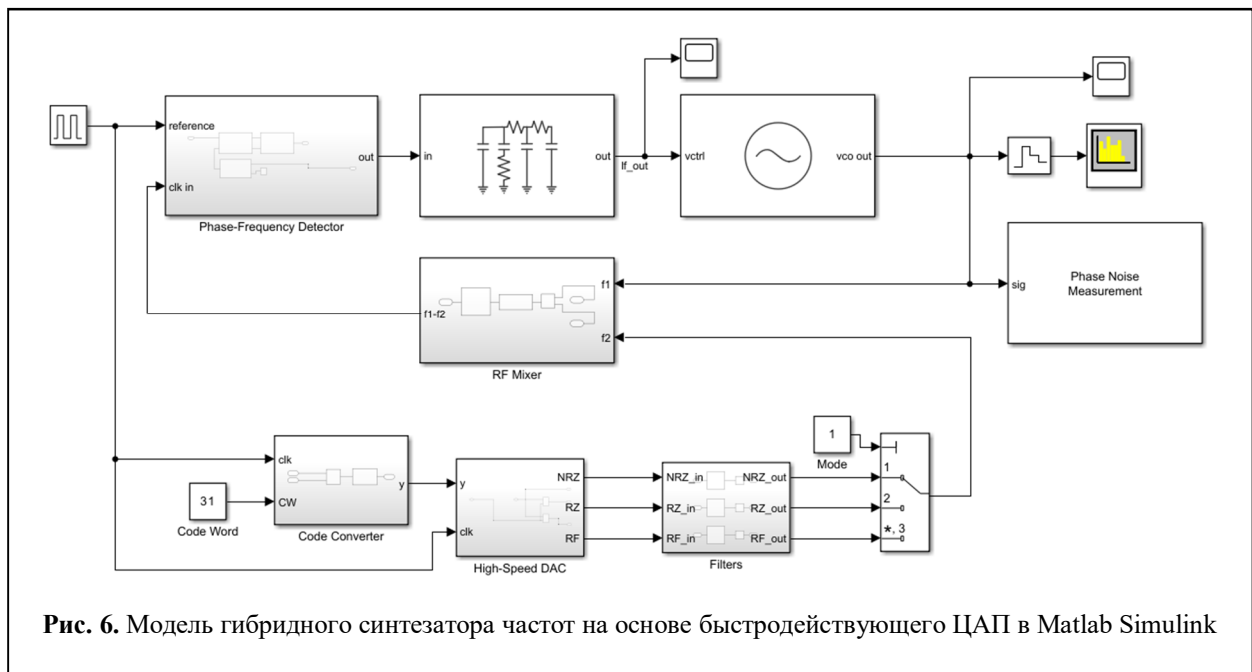 reference
clk in
out
Phase-Frequency Detector
in
out
lf_out
vctrl
vco out
sig
Phase Noise
Measurement
f1-f2
f1
f2
RF Mixer
1
Mode
clk
CW
y
31
Code Word
Code Converter
y
clk
NRZ
RZ
RF
High-Speed DAC
NRZ_in
RZ_in
RF_in
NRZ_out
RZ_out
RF_out
Filters
1
2
*, 3
Рис. 6. Модель гибридного синтезатора частот на основе быстродействующего ЦАП в Matlab Simulink